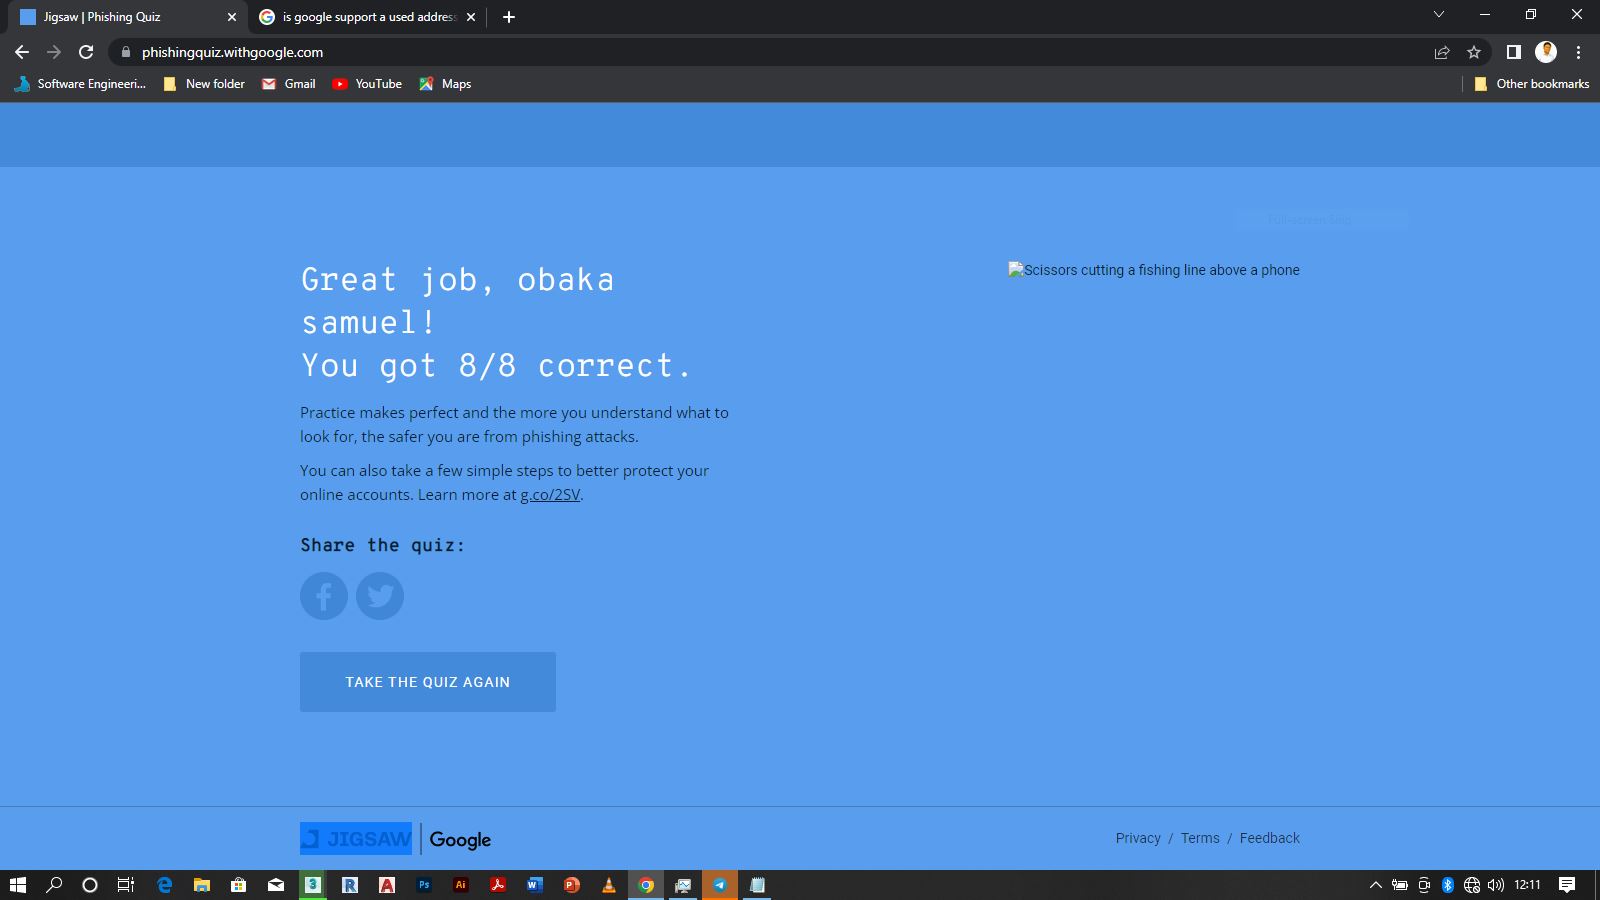 Jigsaw | Phishing Quiz
is google support a used address
phishingquiz.withgoogle.com
Software Engineeri...
New folder
Gmail
YouTube
Maps
Other bookmarks
Full-screen Snip
Great job, obaka
samuel!
You got 8/8 correct.
Scissors cutting a fishing line above a phone
Practice makes perfect and the more you understand what to
look for, the safer you are from phishing attacks.
You can also take a few simple steps to better protect your
online accounts. Learn more at g.co/2SV.
Share the quiz:
TAKE THE QUIZ AGAIN
JIGSAW | Google
Privacy / Terms / Feedback
12:11